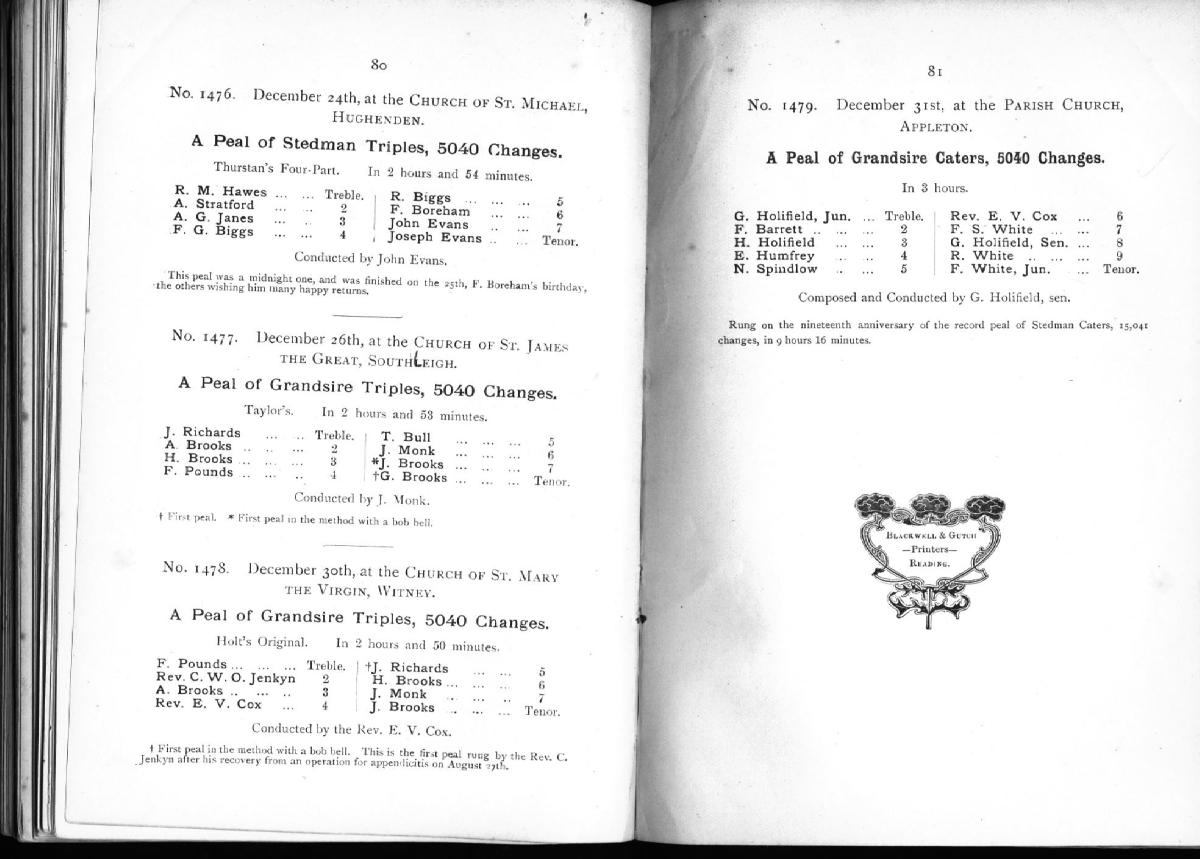 80
No. 1476. December 24th, at the CHURCH OF ST. MICHAEL,
HUGHENDEN.
A Peal of Stedman Triples, 5040 Changes.
Thurstan's Four-Part. In 2 hours and 54 minutes.
R. M. Hawes ... ... Treble. R. Biggs ... ... ... 5
A. Stratford ... ... 2 F. Boreham ... ... 6
A. G. Janes ... ... 3 John Evans ... ... 7
F. G. Biggs ... ... 4 Joseph Evans ... ... Tenor.
Conducted by John Evans.
This peal was a midnight one, and was finished on the 25th, F. Boreham's birthday,
the others wishing him many happy returns.
No. 1477. December 26th, at the CHURCH OF ST. JAMES
THE GREAT, SOUTHLEIGH.
A Peal of Grandsire Triples, 5040 Changes.
Taylor's. In 2 hours and 53 minutes.
J. Richards ... ... Treble. T. Bull ... ... ... 5
A. Brooks ... ... ... 2 J. Monk ... ... ... 6
H. Brooks ... ... ... 3 *J. Brooks ... ... ... 7
F. Pounds ... ... ... 4 †G. Brooks ... ... ... Tenor.
Conducted by J. Monk.
† First peal. * First peal in the method with a bob bell.
No. 1478. December 30th, at the CHURCH OF ST. MARY
THE VIRGIN, WITNEY.
A Peal of Grandsire Triples, 5040 Changes.
Holt's Original. In 2 hours and 50 minutes.
F. Pounds ... ... ... Treble. †J. Richards ... ... 5
Rev. C. W. O. Jenkyn 2 H. Brooks ... ... ... 6
A. Brooks ... ... ... 3 J. Monk ... ... ... 7
Rev. E. V. Cox ... 4 J. Brooks ... ... ... Tenor.
Conducted by the Rev. E. V. Cox.
† First peal in the method with a bob bell. This is the first peal rung by the Rev. C.
Jenkyn after his recovery from an operation for appendicitis on August 27th.
81
No. 1479. December 31st, at the PARISH CHURCH,
APPLETON.
A Peal of Grandsire Caters, 5040 Changes.
In 3 hours.
G. Holifield, Jun. ... Treble. Rev. E. V. Cox ... 6
F. Barrett ... ... ... 2 F. S. White ... ... 7
H. Holifield ... ... 3 G. Holifield, Sen. ... 8
E. Humfrey ... ... 4 R. White ... ... ... 9
N. Spindlow ... ... 5 F. White, Jun. ... Tenor.
Composed and Conducted by G. Holifield, sen.
Rung on the nineteenth anniversary of the record peal of Stedman Caters, 15,041
changes, in 9 hours 16 minutes.
BLACKWELL & GUTCH
—Printers—
READING.